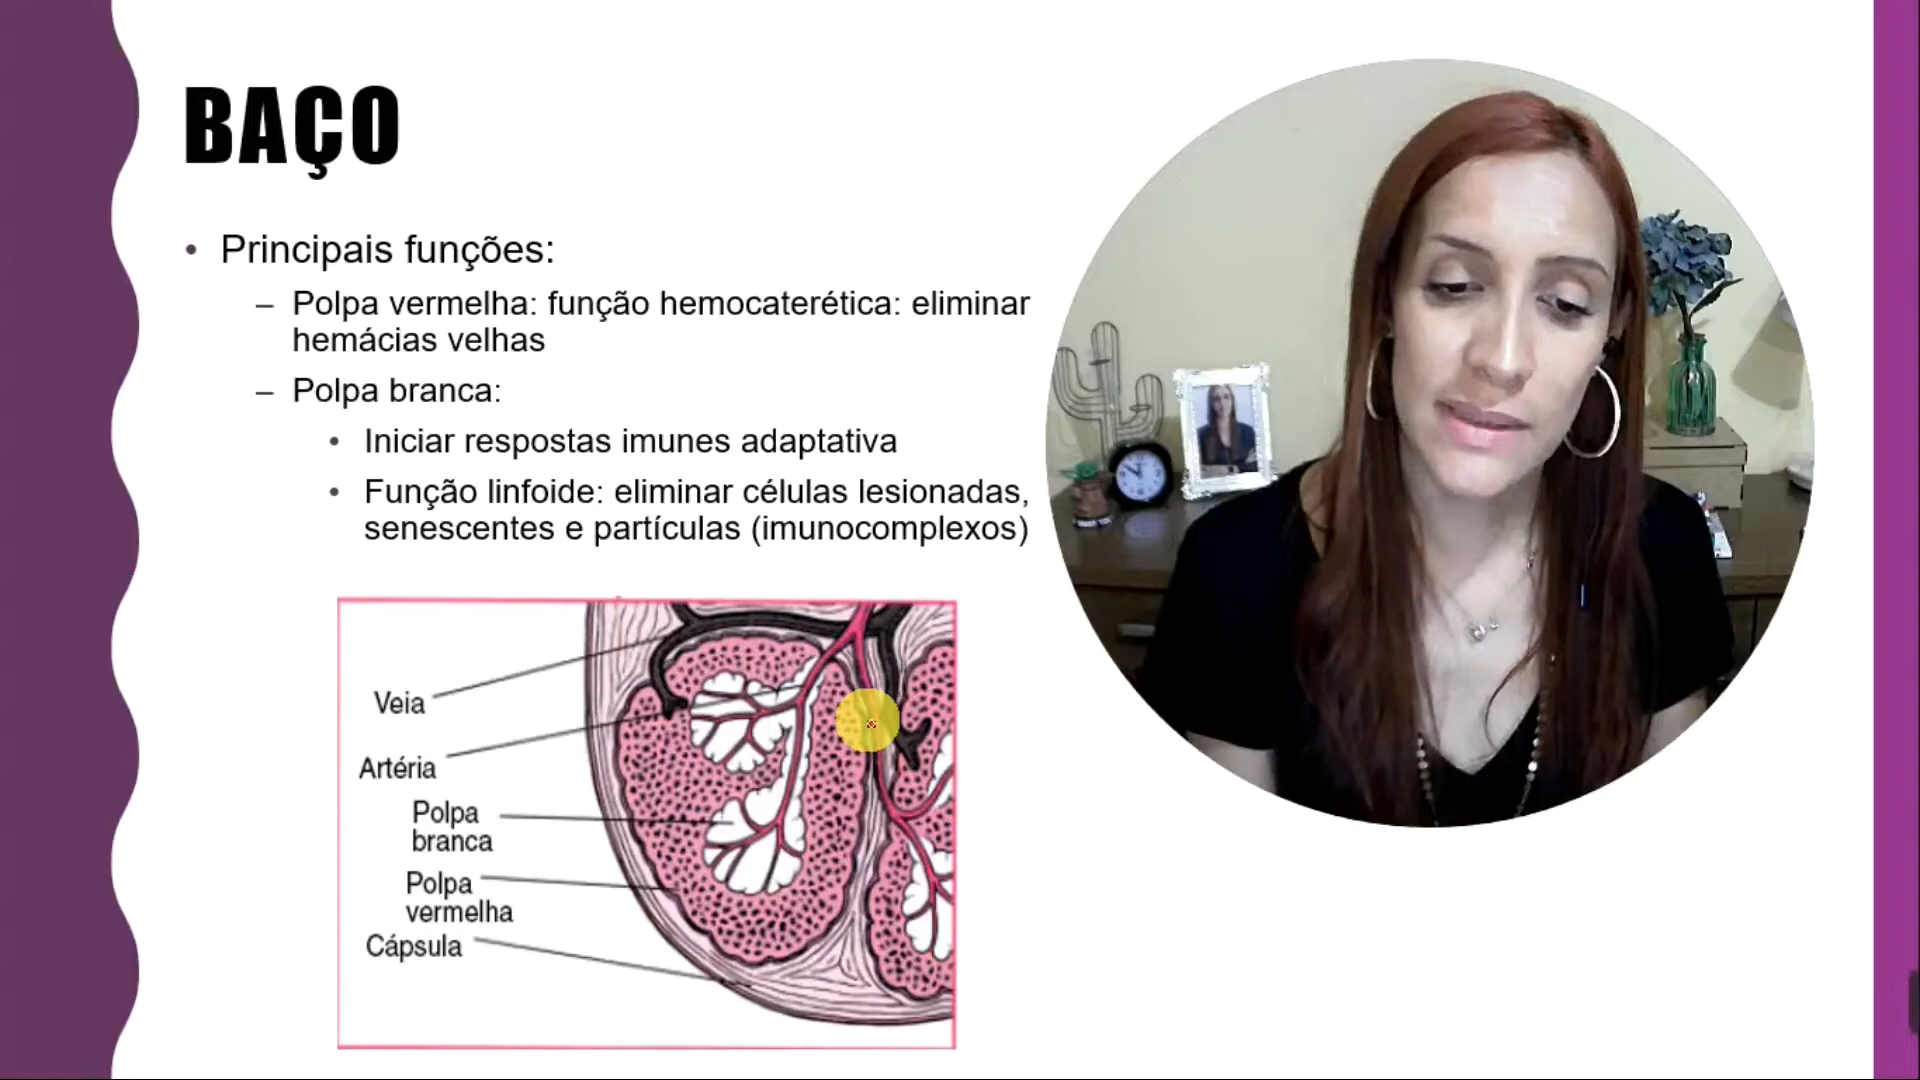 BAÇO
• Principais funções:
– Polpa vermelha: função hemocaterética: eliminar
hemácias velhas
– Polpa branca:
• Iniciar respostas imunes adaptativa
• Função linfoide: eliminar células lesionadas,
senescentes e partículas (imunocomplexos)
Veia
Artéria
Polpa
branca
Polpa
vermelha
Cápsula